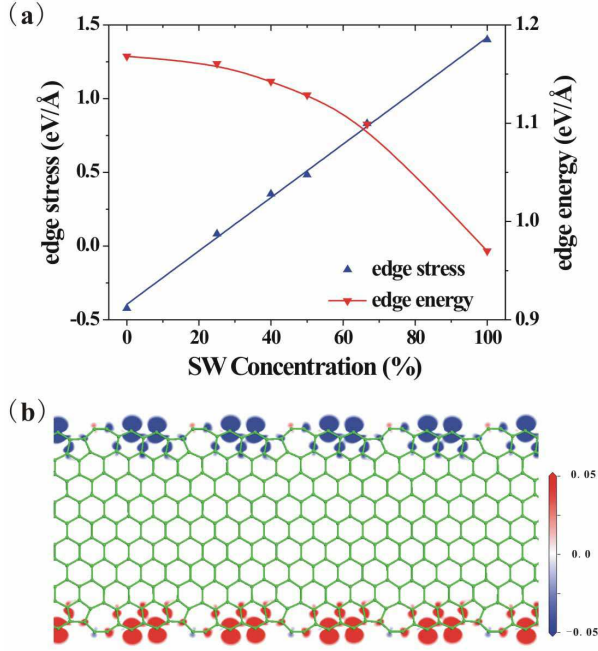 (a)
1.5
1.0
0.5
0.0
-0.5
edge stress (eV/Å)
1.2
1.1
1.0
0.9
edge energy (eV/Å)
edge stress
edge energy
0
20
40
60
80
100
SW Concentration (%)
(b)
0.05
0.0
-0.05